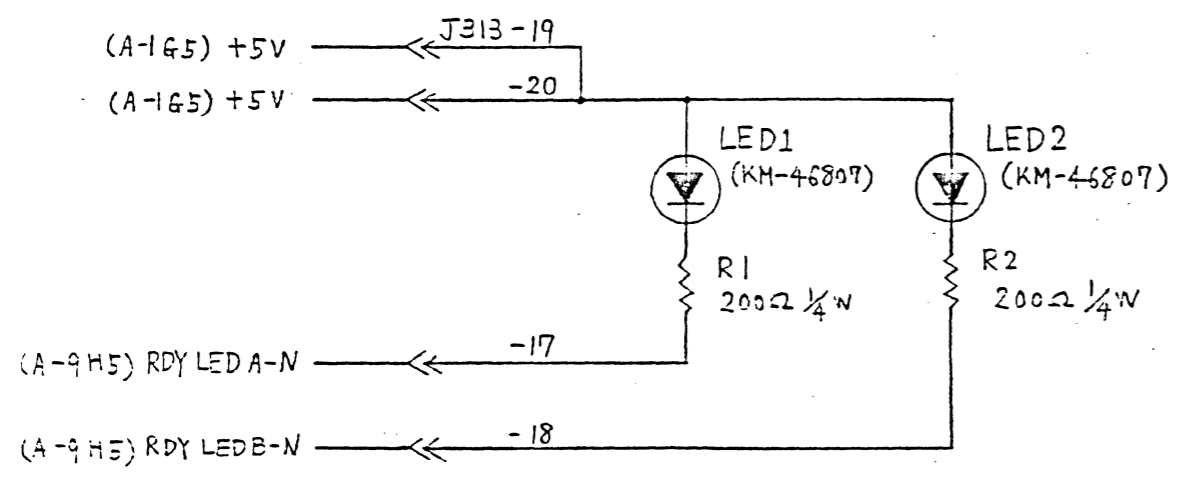 (A-1G5) +5V
J313-19
(A-1G5) +5V
-20
LED1
(KM-46807)
LED2
(KM-46807)
R1
200Ω 1/4W
R2
200Ω 1/4W
(A-9H5) RDY LED A-N
-17
(A-9H5) RDY LED B-N
-18